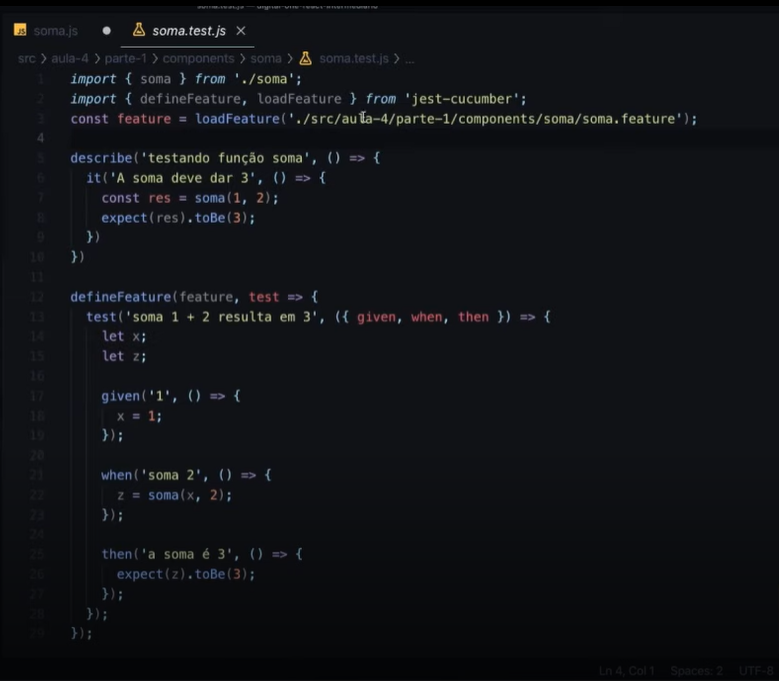 soma.test.js — digital-one-react-intermediario
soma.js
soma.test.js
src > aula-4 > parte-1 > components > soma > soma.test.js > ...
1 import { soma } from './soma';
2 import { defineFeature, loadFeature } from 'jest-cucumber';
3 const feature = loadFeature('./src/aula-4/parte-1/components/soma/soma.feature');
4
5 describe('testando função soma', () => {
6 it('A soma deve dar 3', () => {
7 const res = soma(1, 2);
8 expect(res).toBe(3);
9 })
10 })
11
12 defineFeature(feature, test => {
13 test('soma 1 + 2 resulta em 3', ({ given, when, then }) => {
14 let x;
15 let z;
16
17 given('1', () => {
18 x = 1;
19 });
20
21 when('soma 2', () => {
22 z = soma(x, 2);
23 });
24
25 then('a soma é 3', () => {
26 expect(z).toBe(3);
27 });
28 });
29 });
Ln 4, Col 1 Spaces: 2 UTF-8